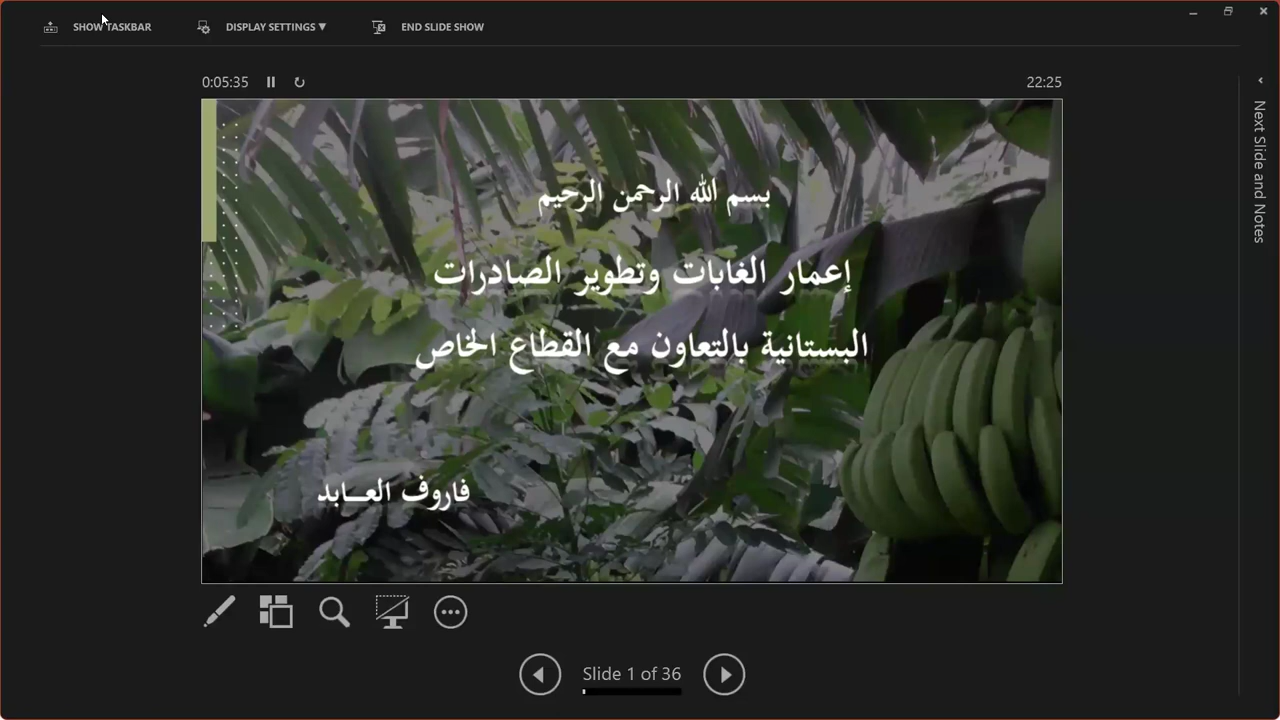 SHOW TASKBAR
DISPLAY SETTINGS ▼
END SLIDE SHOW
0:05:35
22:25
Next Slide and Notes
بسم الله الرحمن الرحيم
إعمار الغابات وتطوير الصادرات
البستانية بالتعاون مع القطاع الخاص
فاروف العـابد
Slide 1 of 36